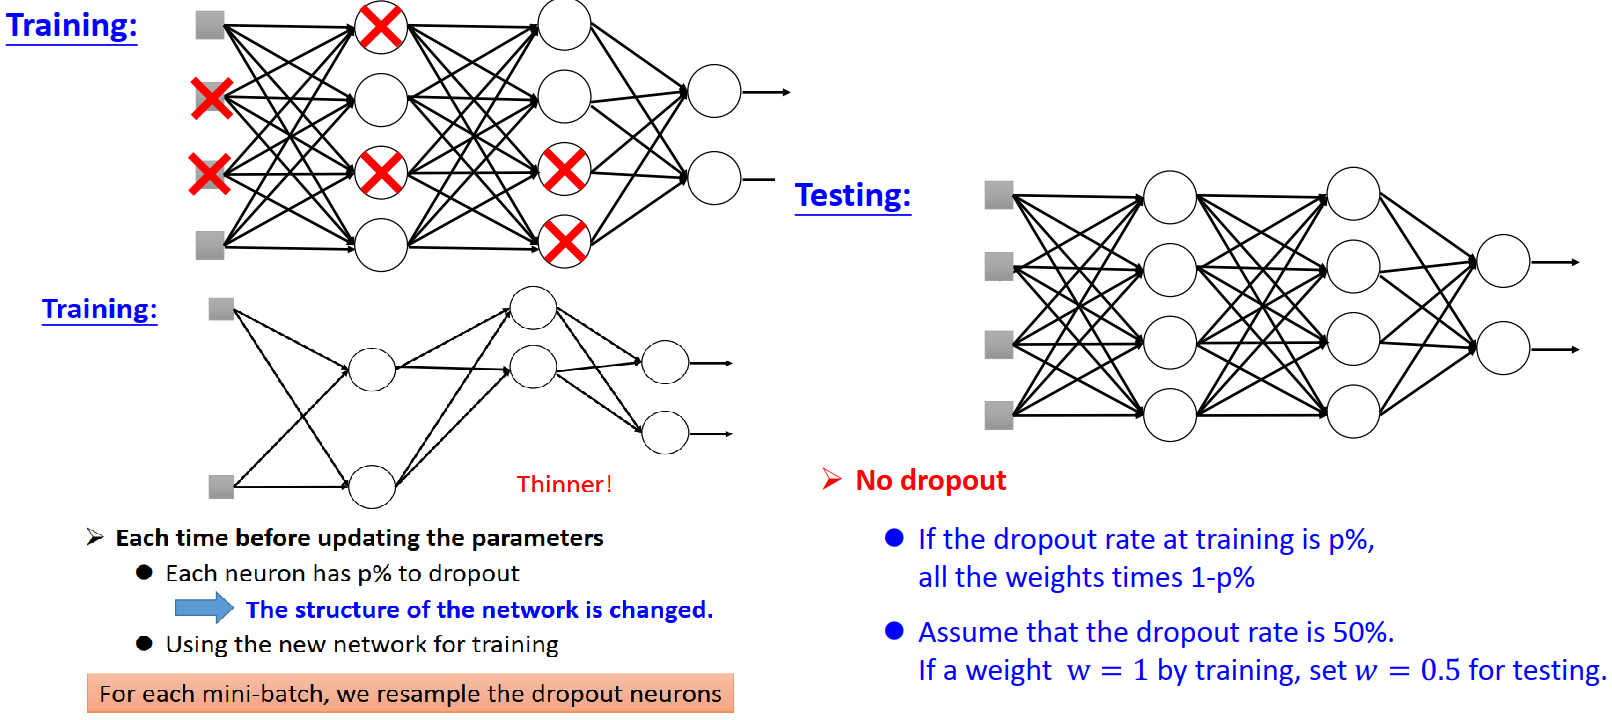 Training:
Training:
Thinner!
➢ Each time before updating the parameters
● Each neuron has p% to dropout
The structure of the network is changed.
● Using the new network for training
For each mini-batch, we resample the dropout neurons
Testing:
➢ No dropout
● If the dropout rate at training is p%,
all the weights times 1-p%
● Assume that the dropout rate is 50%.
If a weight w = 1 by training, set w = 0.5 for testing.